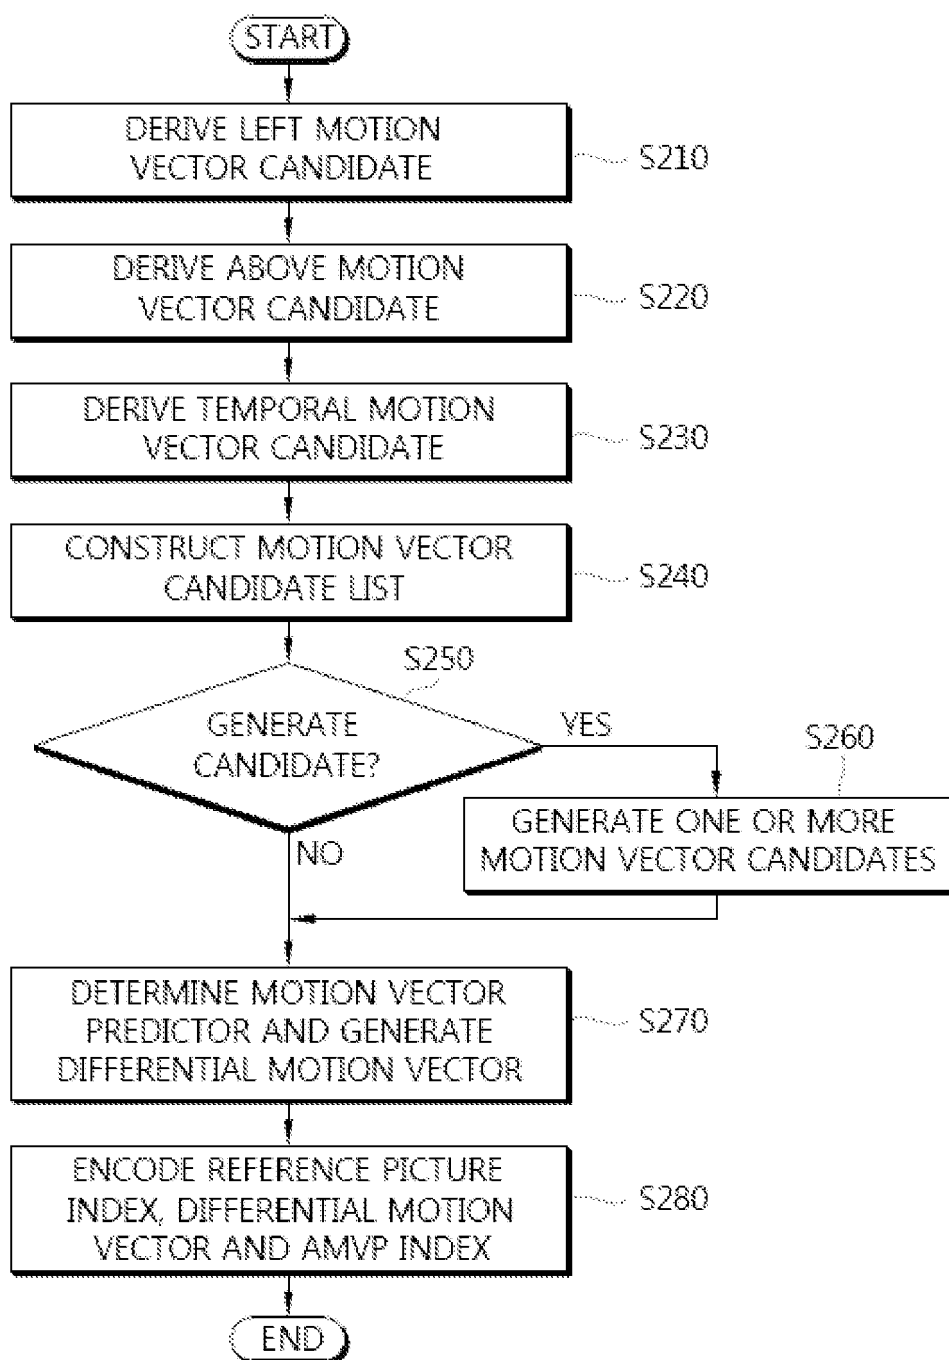 START
DERIVE LEFT MOTION
VECTOR CANDIDATE
S210
DERIVE ABOVE MOTION
VECTOR CANDIDATE
S220
DERIVE TEMPORAL MOTION
VECTOR CANDIDATE
S230
CONSTRUCT MOTION VECTOR
CANDIDATE LIST
S240
S250
GENERATE
CANDIDATE?
YES
NO
S260
GENERATE ONE OR MORE
MOTION VECTOR CANDIDATES
DETERMINE MOTION VECTOR
PREDICTOR AND GENERATE
DIFFERENTIAL MOTION VECTOR
S270
ENCODE REFERENCE PICTURE
INDEX, DIFFERENTIAL MOTION
VECTOR AND AMVP INDEX
S280
END